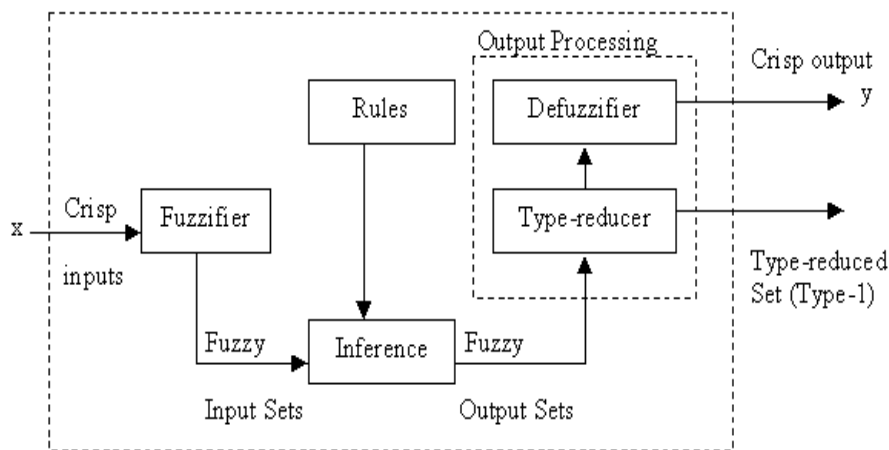 Output Processing
Crisp output
y
Rules
Defuzzifier
x
Crisp
inputs
Fuzzifier
Type-reducer
Type-reduced
Set (Type-1)
Fuzzy
Input Sets
Inference
Fuzzy
Output Sets